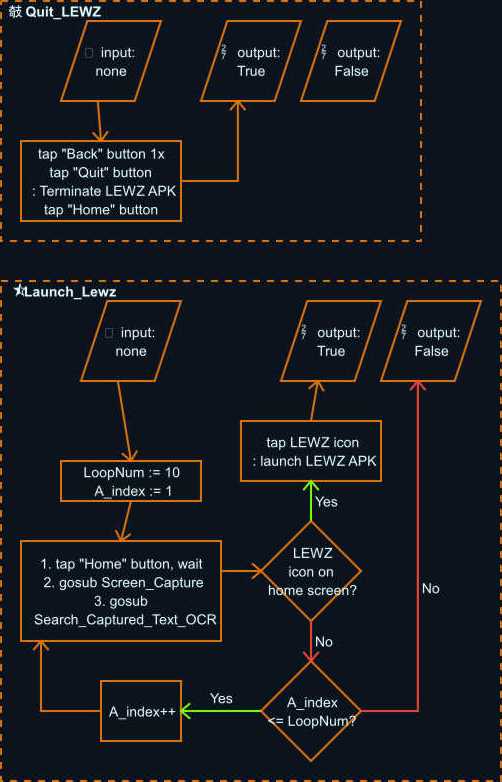 Quit_LEWZ
input:
none
output:
True
output:
False
tap "Back" button 1x
tap "Quit" button
: Terminate LEWZ APK
tap "Home" button
Launch_Lewz
input:
none
output:
True
output:
False
tap LEWZ icon
: launch LEWZ APK
LoopNum := 10
A_index := 1
Yes
1. tap "Home" button, wait
2. gosub Screen_Capture
3. gosub
Search_Captured_Text_OCR
LEWZ
icon on
home screen?
No
No
A_index++
Yes
A_index
<= LoopNum?